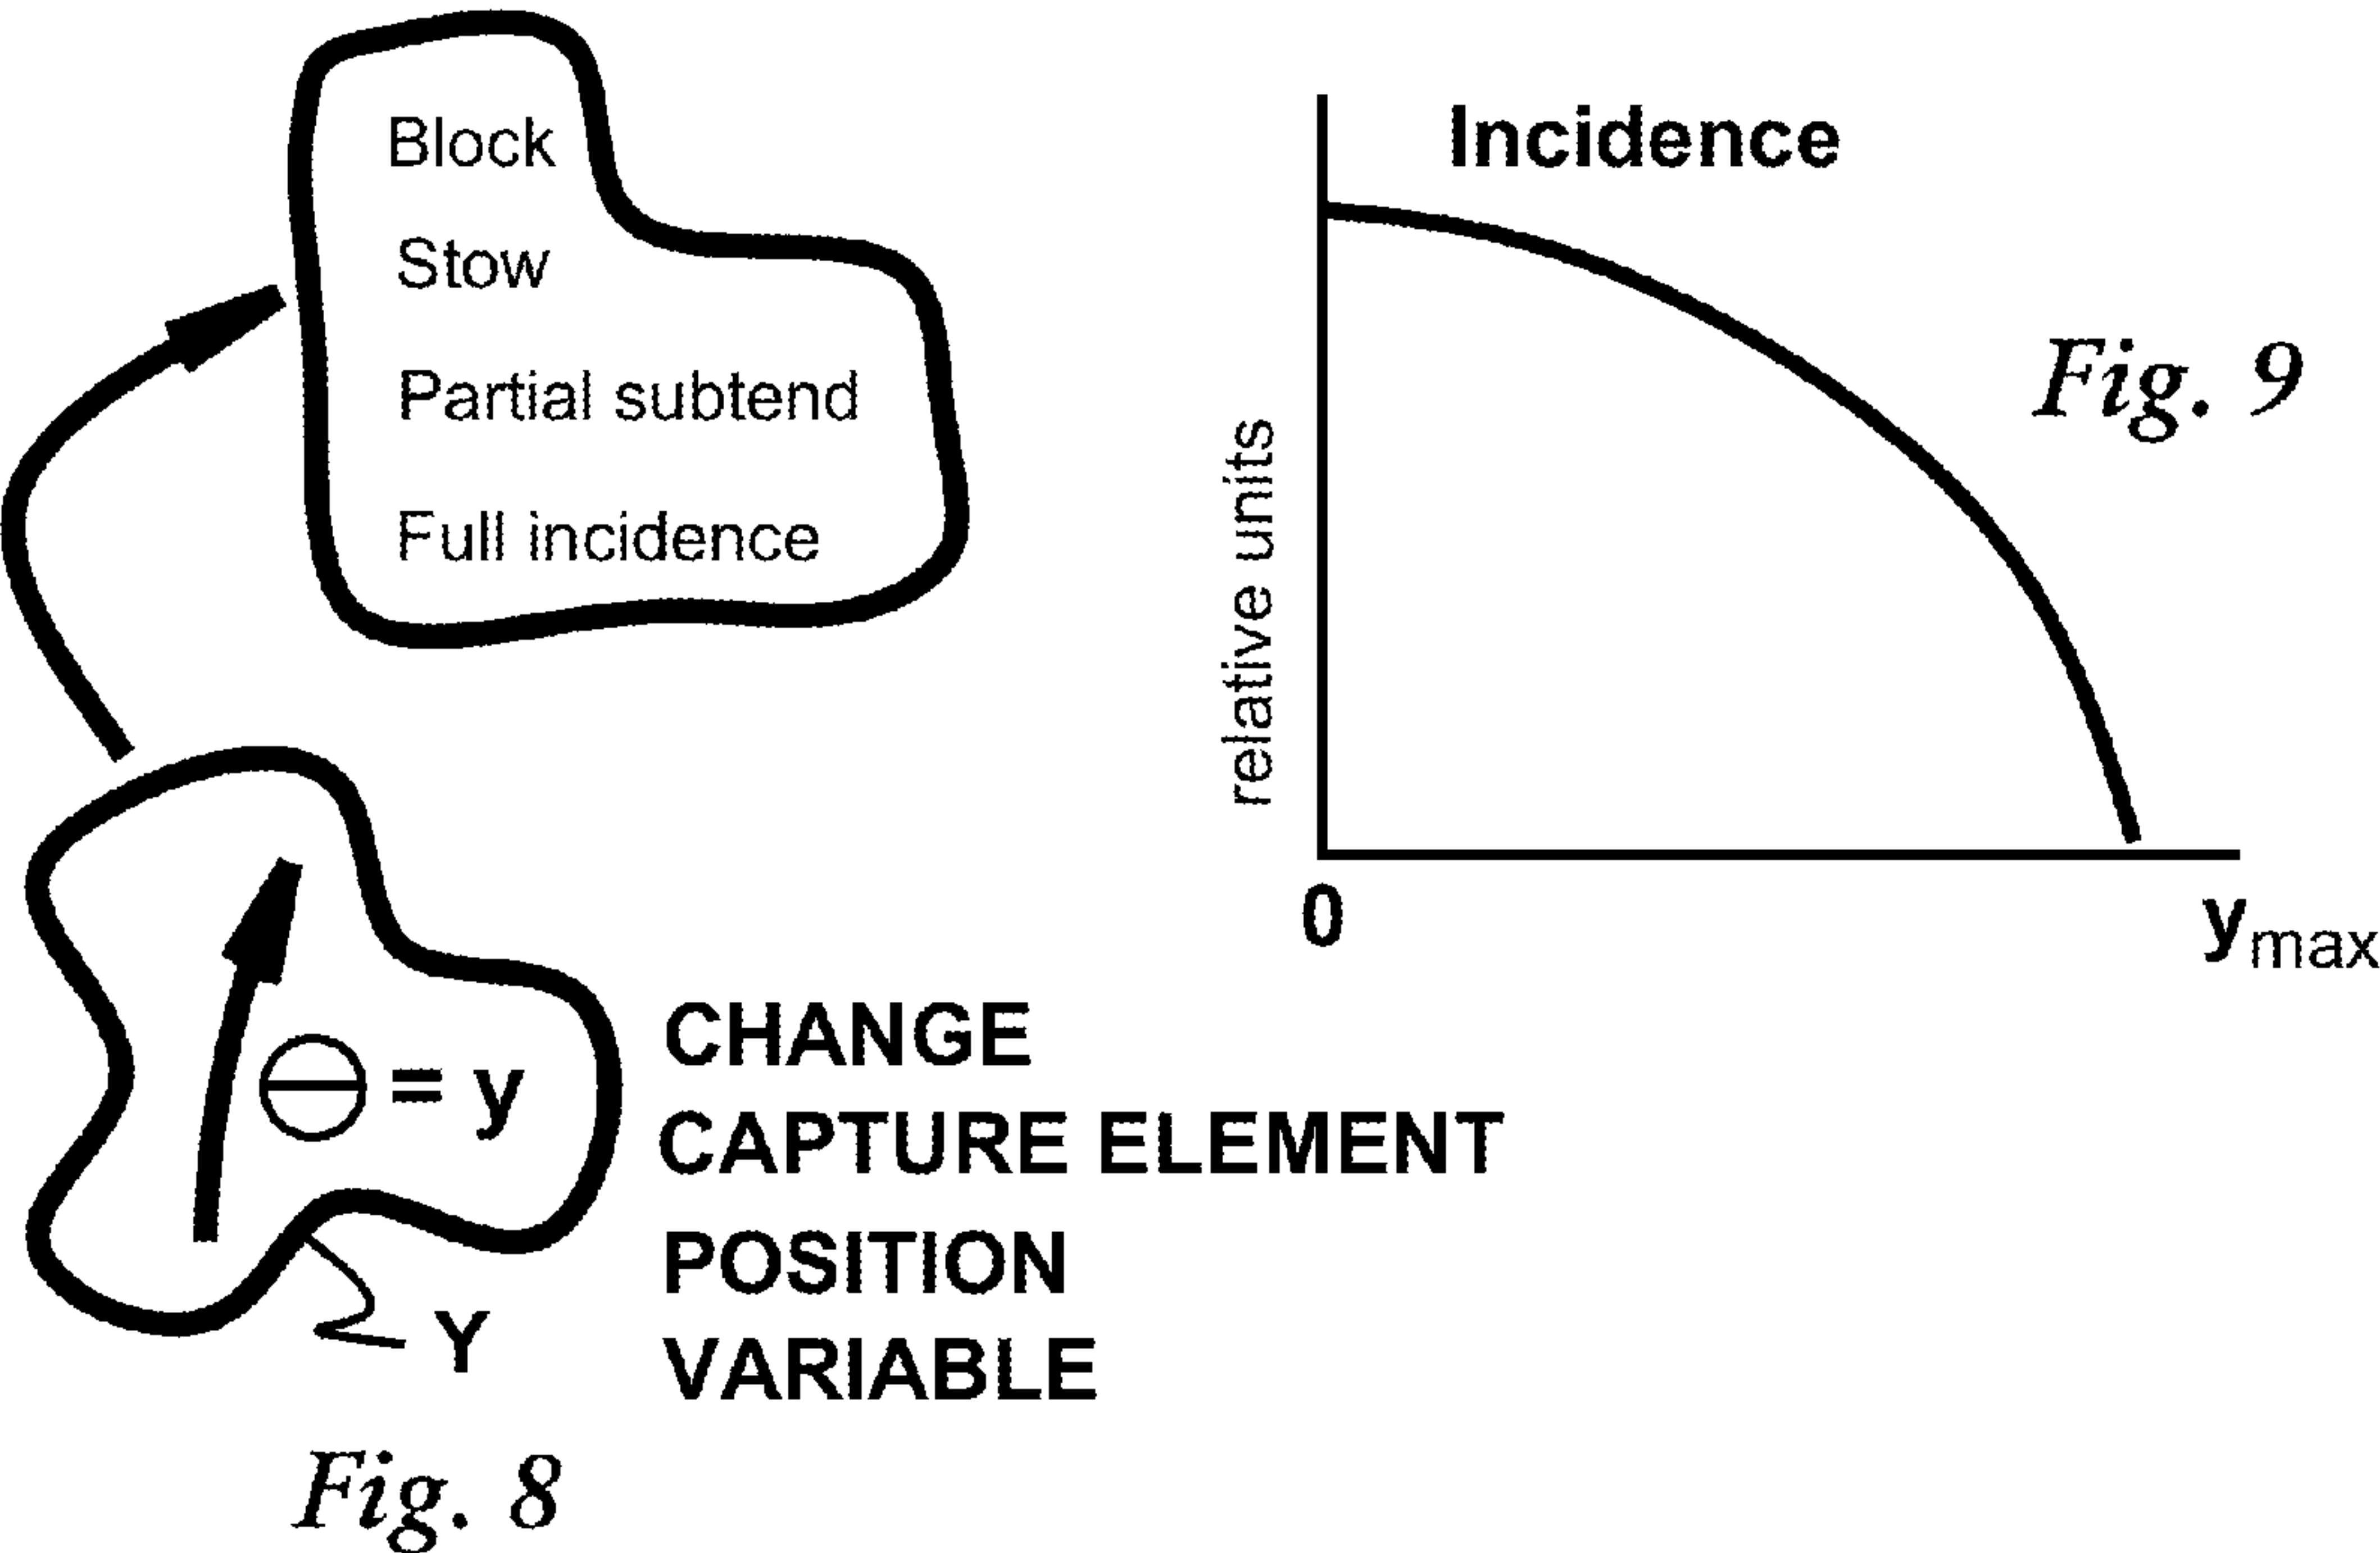 Block
Stow
Partial subtend
Full incidence
Incidence
relative units
Fig. 9
0
ymax
Θ = y
CHANGE
CAPTURE ELEMENT
POSITION
VARIABLE
Y
Fig. 8